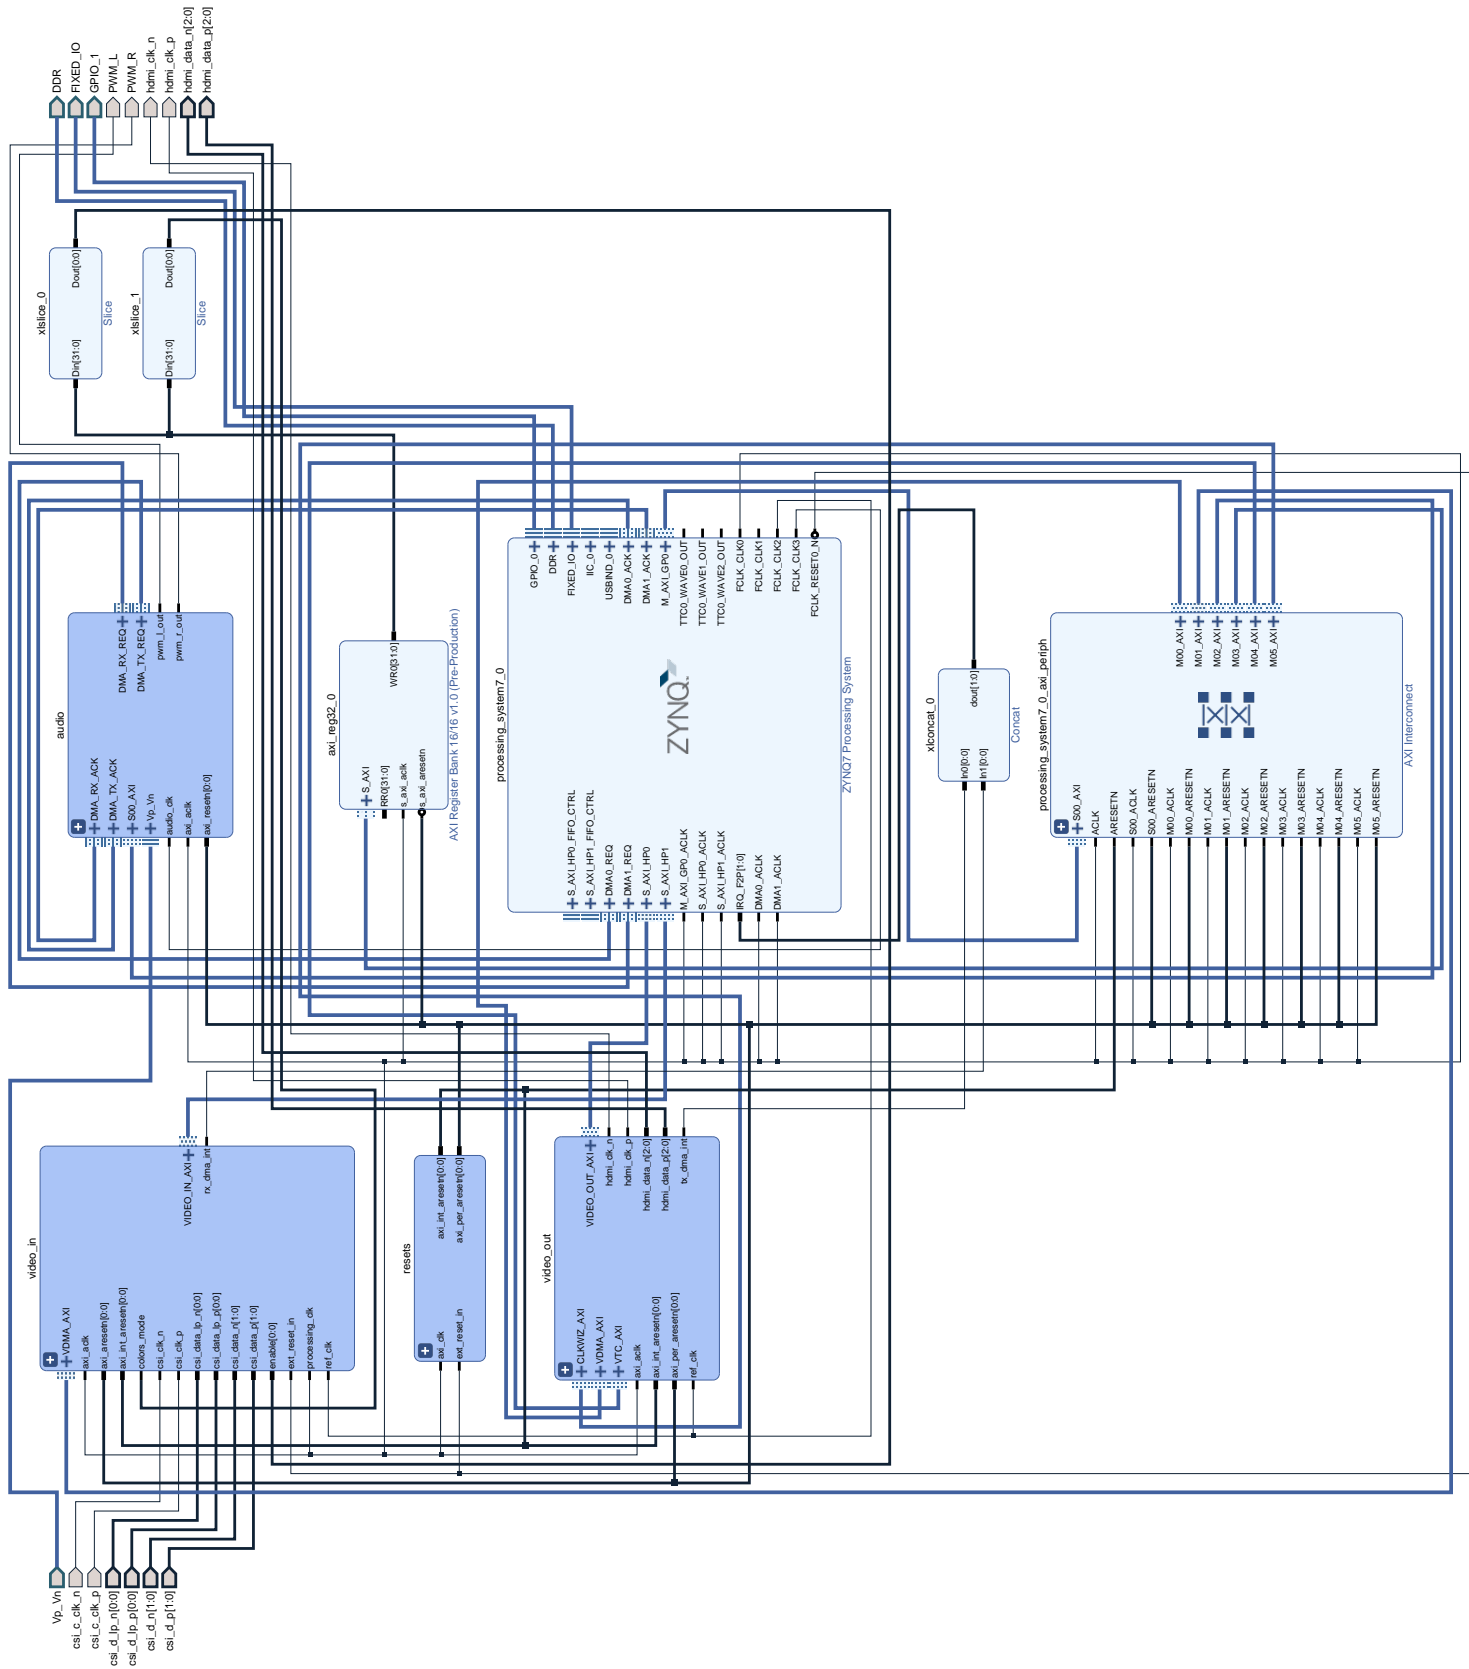 DDR
FIXED_IO
GPIO_1
PWM_L
PWM_R
hdmi_clk_n
hdmi_clk_p
hdmi_data_n[2:0]
hdmi_data_p[2:0]
xlslice_0
Din[31:0]
Dout[0:0]
Slice
xlslice_1
Din[31:0]
Dout[0:0]
Slice
audio
DMA_RX_ACK
DMA_TX_ACK
S00_AXI
Vp_Vn
audio_clk
axi_aclk
axi_resetn[0:0]
DMA_RX_REQ
DMA_TX_REQ
pwm_l_out
pwm_r_out
axi_reg32_0
S_AXI
RR0[31:0]
s_axi_aclk
s_axi_aresetn
WR0[31:0]
AXI Register Bank 16/16 v1.0 (Pre-Production)
processing_system7_0
S_AXI_HP0_FIFO_CTRL
S_AXI_HP1_FIFO_CTRL
DMA0_REQ
DMA1_REQ
S_AXI_HP0
S_AXI_HP1
M_AXI_GP0_ACLK
S_AXI_HP0_ACLK
S_AXI_HP1_ACLK
IRQ_F2P[1:0]
DMA0_ACLK
DMA1_ACLK
GPIO_0
DDR
FIXED_IO
IIC_0
USBIND_0
DMA0_ACK
DMA1_ACK
M_AXI_GP0
TTC0_WAVE0_OUT
TTC0_WAVE1_OUT
TTC0_WAVE2_OUT
FCLK_CLK0
FCLK_CLK1
FCLK_CLK2
FCLK_CLK3
FCLK_RESET0_N
ZYNQ
ZYNQ7 Processing System
xlconcat_0
In0[0:0]
In1[0:0]
dout[1:0]
Concat
processing_system7_0_axi_periph
S00_AXI
ACLK
ARESETN
S00_ACLK
S00_ARESETN
M00_ACLK
M00_ARESETN
M01_ACLK
M01_ARESETN
M02_ACLK
M02_ARESETN
M03_ACLK
M03_ARESETN
M04_ACLK
M04_ARESETN
M05_ACLK
M05_ARESETN
M00_AXI
M01_AXI
M02_AXI
M03_AXI
M04_AXI
M05_AXI
AXI Interconnect
video_in
VDMA_AXI
axi_aclk
axi_aresetn[0:0]
axi_int_aresetn[0:0]
colors_mode
csi_clk_n
csi_clk_p
csi_data_lp_n[0:0]
csi_data_lp_p[0:0]
csi_data_n[1:0]
csi_data_p[1:0]
enable[0:0]
ext_reset_in
processing_clk
ref_clk
VIDEO_IN_AXI
rx_dma_int
resets
axi_clk
ext_reset_in
axi_int_aresetn[0:0]
axi_per_aresetn[0:0]
video_out
CLKWIZ_AXI
VDMA_AXI
VTC_AXI
axi_aclk
axi_int_aresetn[0:0]
axi_per_aresetn[0:0]
ref_clk
VIDEO_OUT_AXI
hdmi_clk_n
hdmi_clk_p
hdmi_data_n[2:0]
hdmi_data_p[2:0]
tx_dma_int
Vp_Vn
csi_c_clk_n
csi_c_clk_p
csi_d_lp_n[0:0]
csi_d_lp_p[0:0]
csi_d_n[1:0]
csi_d_p[1:0]